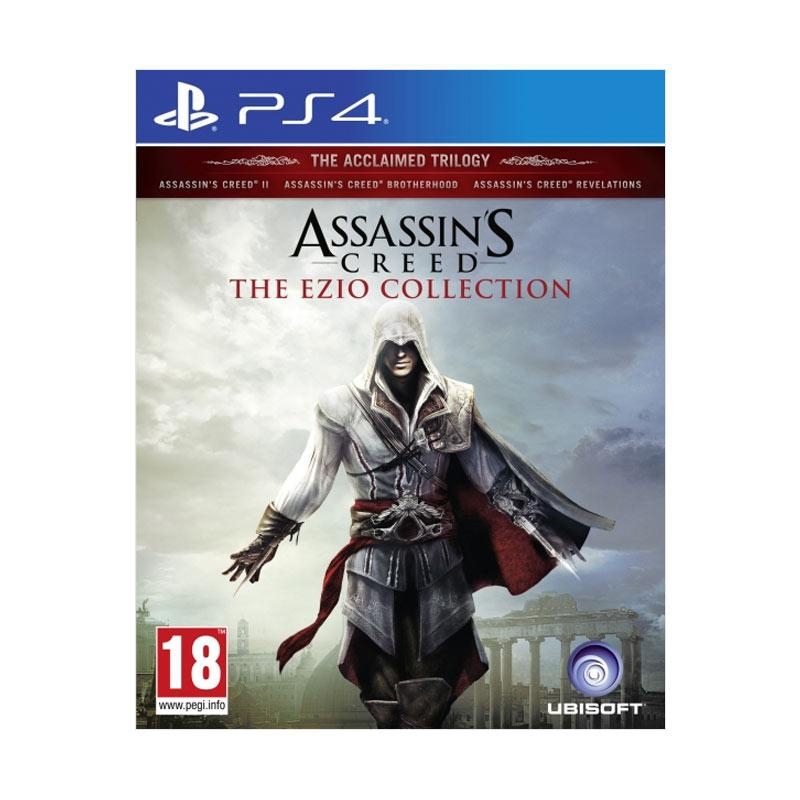 PS4
THE ACCLAIMED TRILOGY
ASSASSIN'S CREED® II ASSASSIN'S CREED® BROTHERHOOD ASSASSIN'S CREED® REVELATIONS
ASSASSIN'S
CREED
THE EZIO COLLECTION
18™
www.pegi.info
UBISOFT